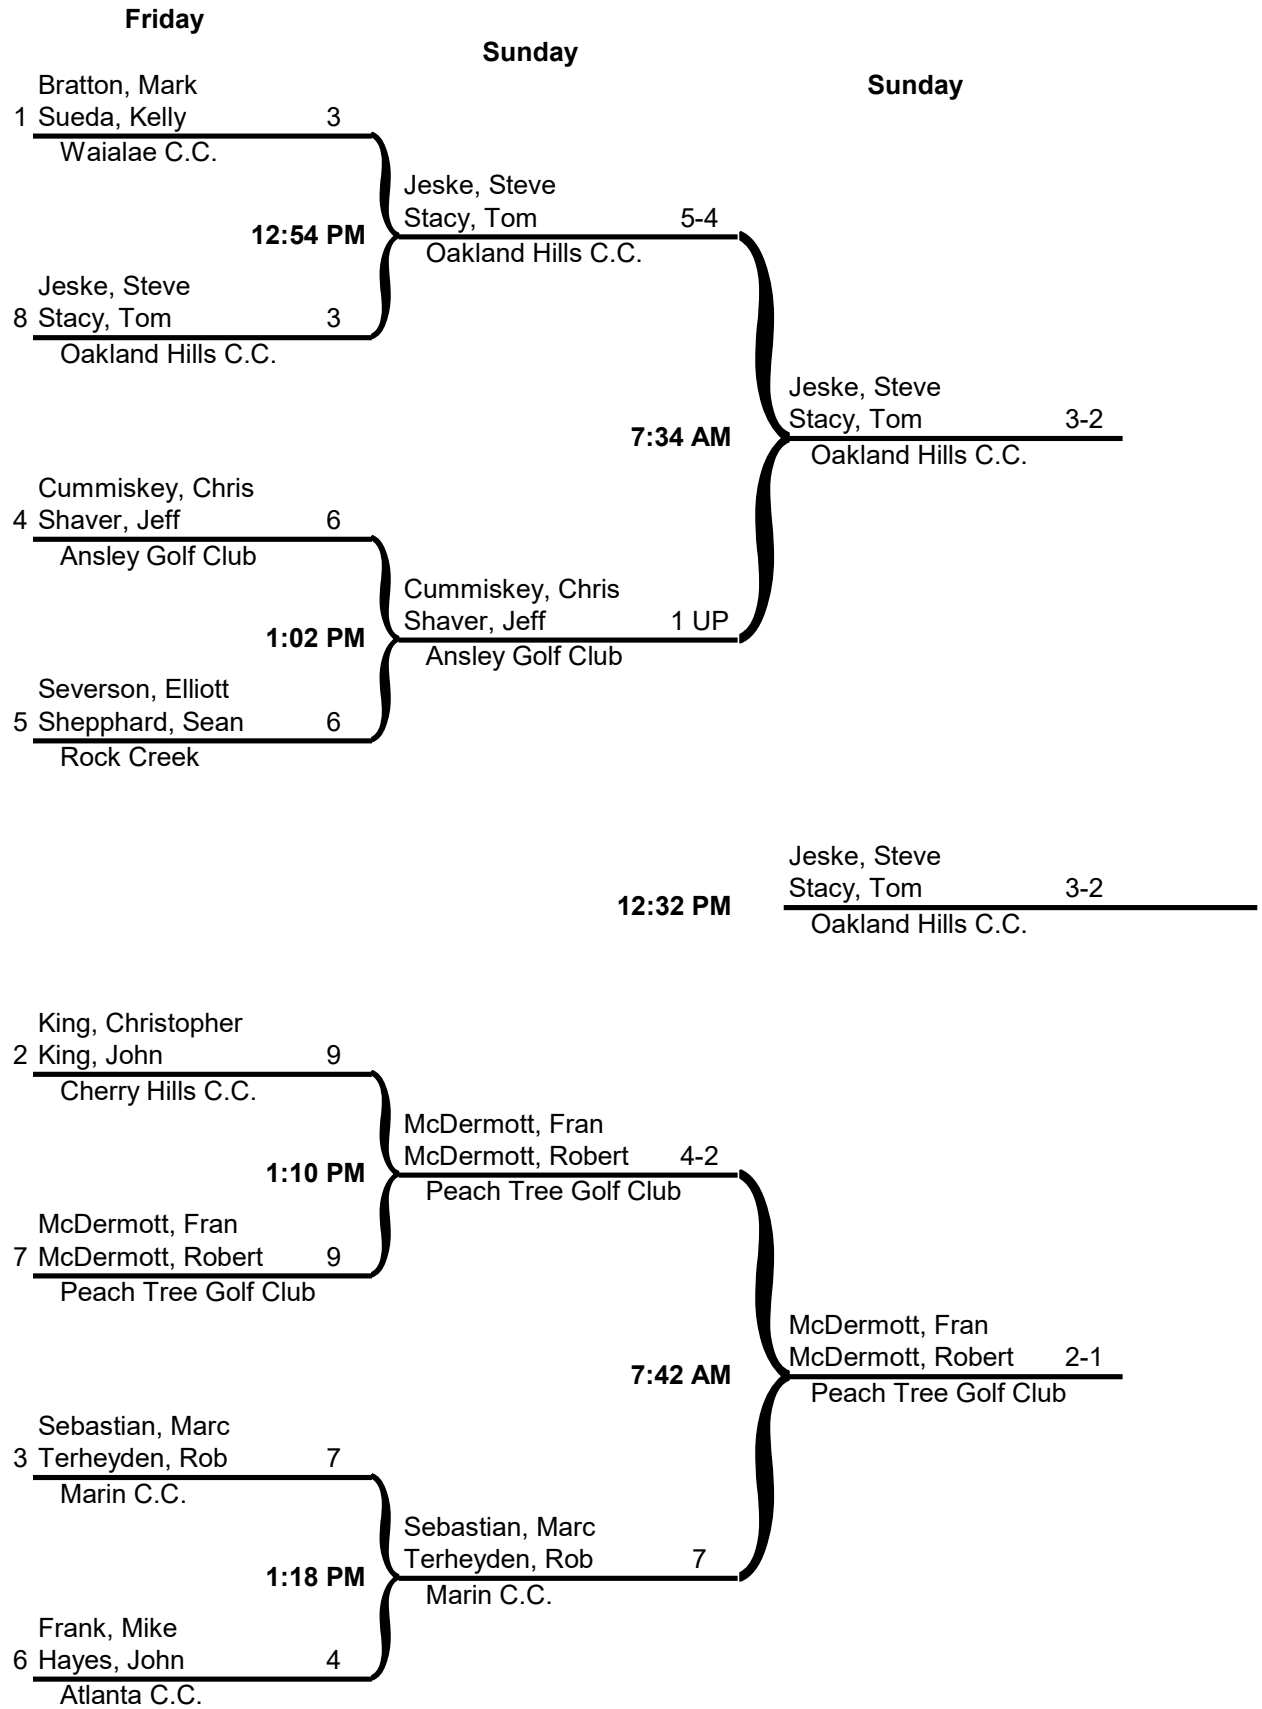 Friday
Sunday
Sunday
Bratton, Mark
1 Sueda, Kelly 3
Waialae C.C.
Jeske, Steve
Stacy, Tom 5-4
12:54 PM
Oakland Hills C.C.
Jeske, Steve
8 Stacy, Tom 3
Oakland Hills C.C.
Jeske, Steve
Stacy, Tom 3-2
7:34 AM
Oakland Hills C.C.
Cummiskey, Chris
4 Shaver, Jeff 6
Ansley Golf Club
Cummiskey, Chris
Shaver, Jeff 1 UP
1:02 PM
Ansley Golf Club
Severson, Elliott
5 Shepphard, Sean 6
Rock Creek
Jeske, Steve
Stacy, Tom 3-2
12:32 PM
Oakland Hills C.C.
King, Christopher
2 King, John 9
Cherry Hills C.C.
McDermott, Fran
McDermott, Robert 4-2
1:10 PM
Peach Tree Golf Club
McDermott, Fran
7 McDermott, Robert 9
Peach Tree Golf Club
McDermott, Fran
McDermott, Robert 2-1
7:42 AM
Peach Tree Golf Club
Sebastian, Marc
3 Terheyden, Rob 7
Marin C.C.
Sebastian, Marc
Terheyden, Rob 7
1:18 PM
Marin C.C.
Frank, Mike
6 Hayes, John 4
Atlanta C.C.